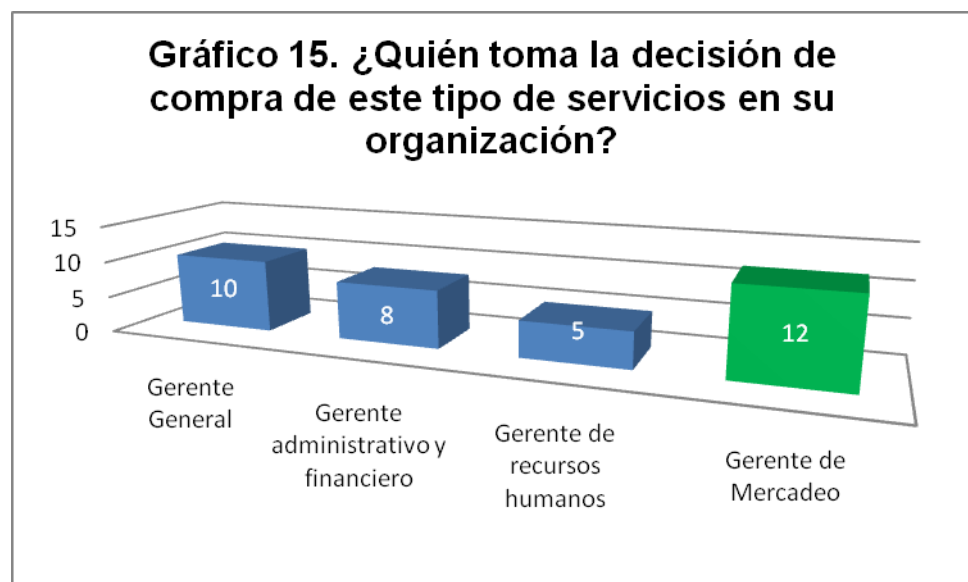 Gráfico 15. ¿Quién toma la decisión de
compra de este tipo de servicios en su
organización?
15
10
5
0
10
8
5
12
Gerente
General
Gerente
administrativo y
financiero
Gerente de
recursos
humanos
Gerente de
Mercadeo